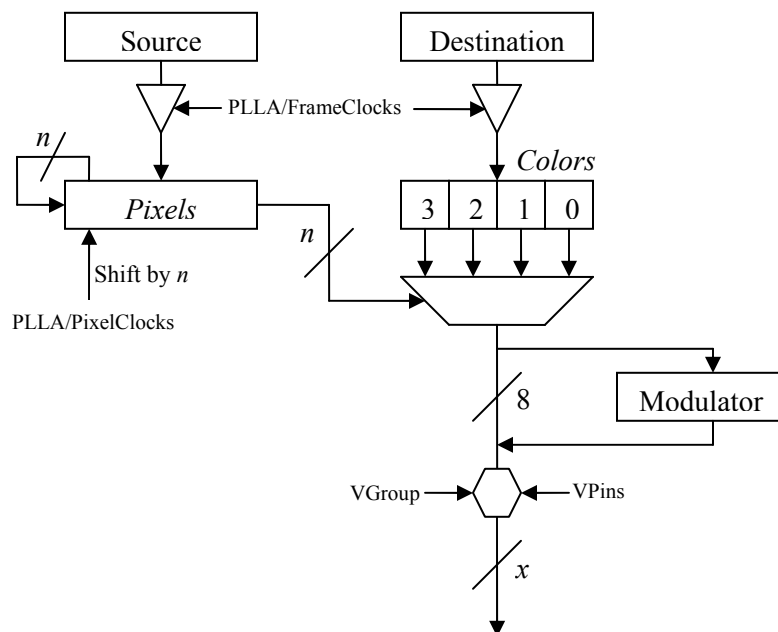 Source
Destination
PLLA/FrameClocks
n
Colors
Pixels
3 2 1 0
n
Shift by n
PLLA/PixelClocks
8
Modulator
VGroup
VPins
x